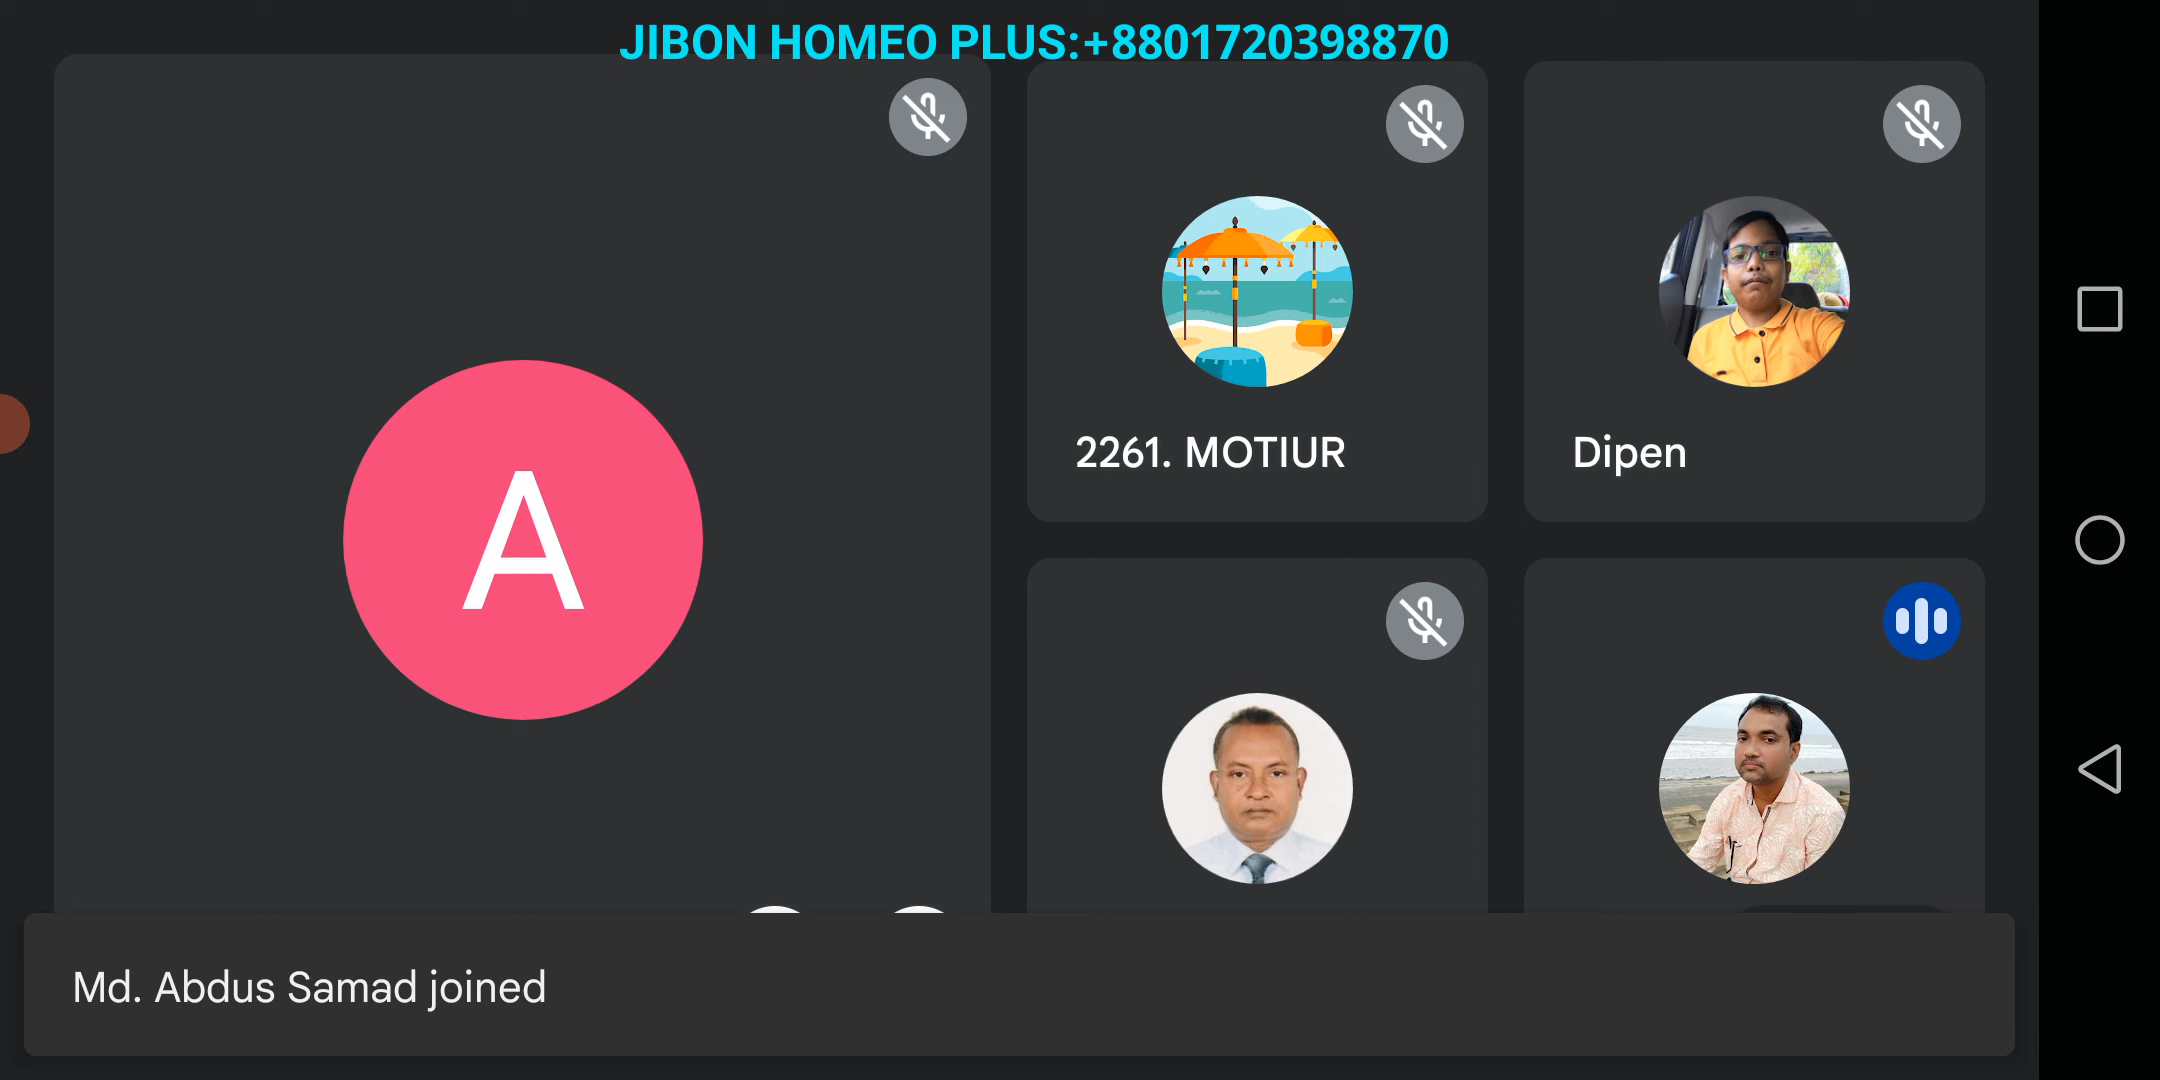 JIBON HOMEO PLUS:+8801720398870
A
2261. MOTIUR
Dipen
Md. Abdus Samad joined